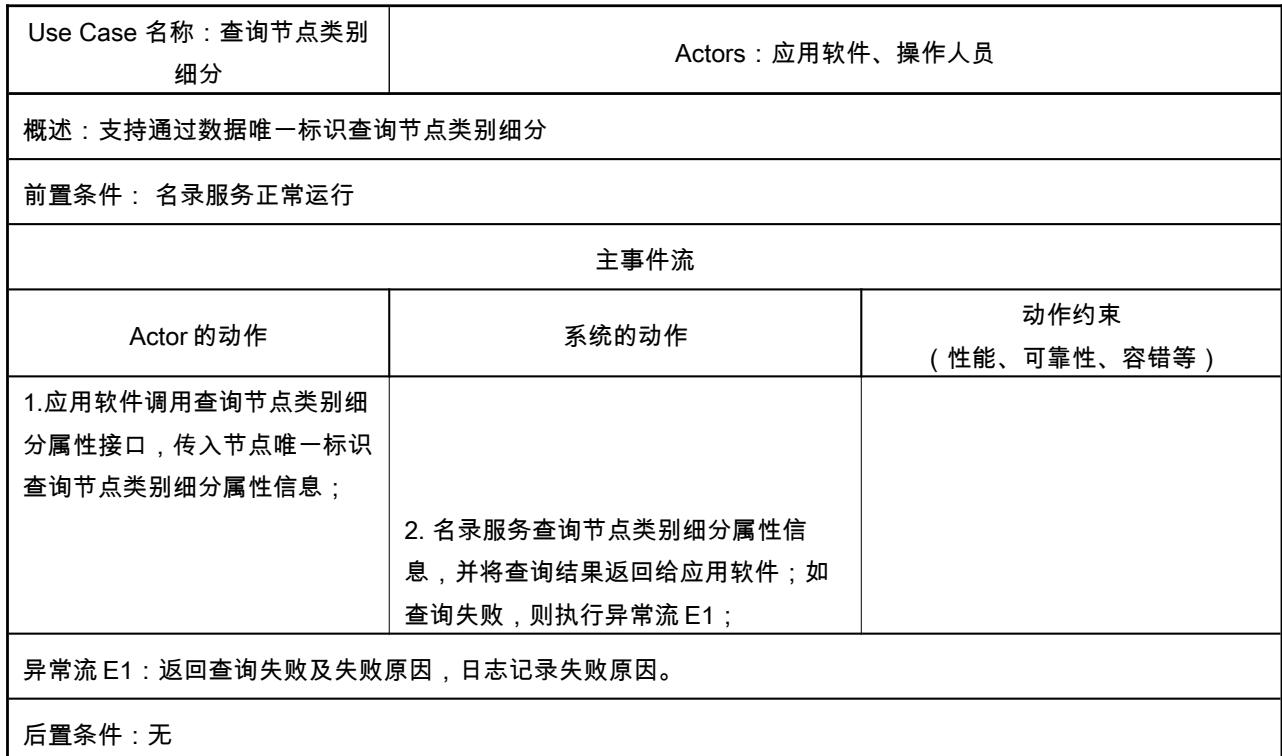 Use Case 名称：查询节点类别
细分
Actors：应用软件、操作人员
概述：支持通过数据唯一标识查询节点类别细分
前置条件： 名录服务正常运行
主事件流
Actor 的动作
系统的动作
动作约束
（性能、可靠性、容错等）
1.应用软件调用查询节点类别细
分属性接口，传入节点唯一标识
查询节点类别细分属性信息；
2. 名录服务查询节点类别细分属性信
息，并将查询结果返回给应用软件；如
查询失败，则执行异常流 E1；
异常流 E1：返回查询失败及失败原因，日志记录失败原因。
后置条件：无